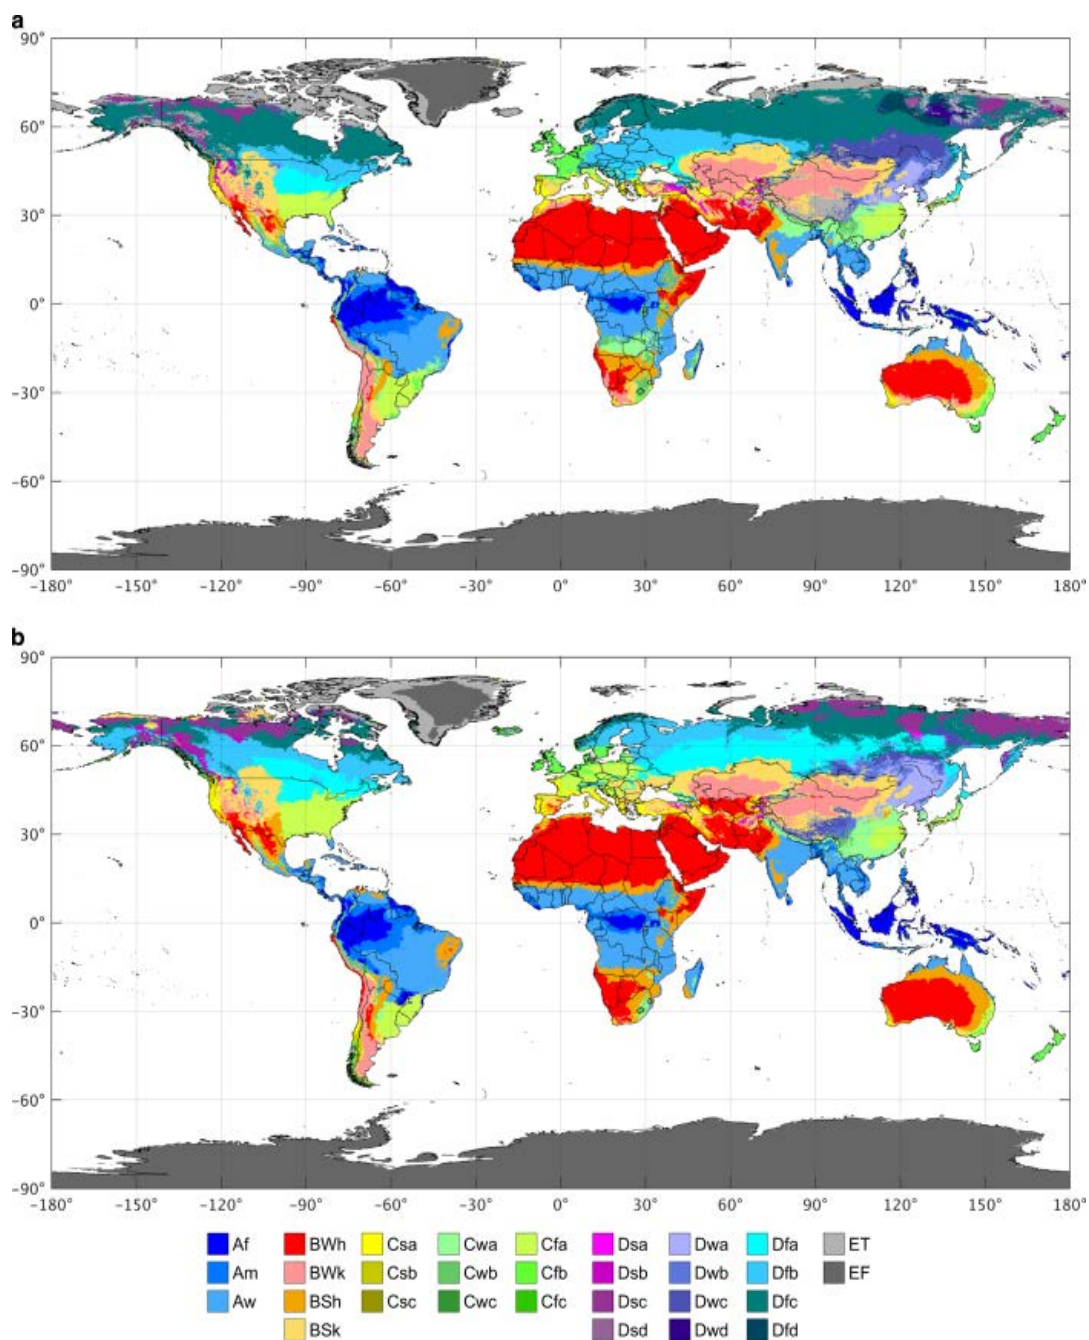 a
90°
60°
30°
0°
−30°
−60°
−90°
−180° −150° −120° −90° −60° −30° 0° 30° 60° 90° 120° 150° 180°
b
90°
60°
30°
0°
−30°
−60°
−90°
−180° −150° −120° −90° −60° −30° 0° 30° 60° 90° 120° 150° 180°
Af BWh Csa Cwa Cfa Dsa Dwa Dfa ET
Am BWk Csb Cwb Cfb Dsb Dwb Dfb EF
Aw BSh Csc Cwc Cfc Dsc Dwc Dfc
BSk Dsd Dwd Dfd